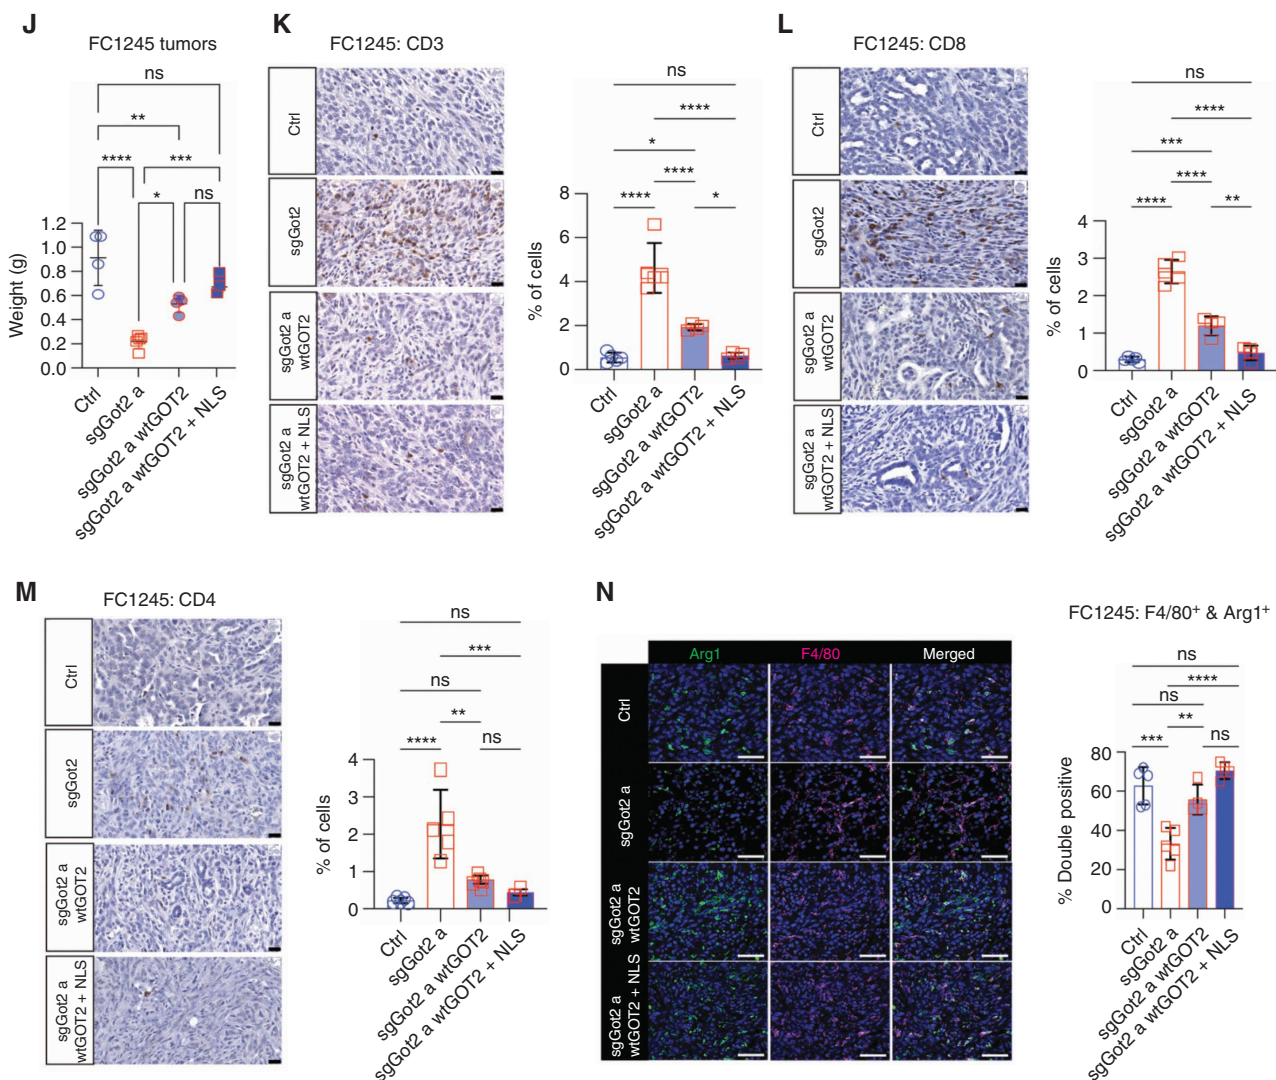 J
FC1245 tumors
ns
**
****
***
*
ns
Weight (g)
1.2
1.0
0.8
0.6
0.4
0.2
0.0
Ctrl
sgGot2 a
sgGot2 a wtGOT2
sgGot2 a wtGOT2 + NLS
K
FC1245: CD3
Ctrl
sgGot2
sgGot2 a
wtGOT2
sgGot2 a
wtGOT2 + NLS
ns
****
*
****
****
*
% of cells
8
6
4
2
0
Ctrl
sgGot2 a
sgGot2 a wtGOT2
sgGot2 a wtGOT2 + NLS
L
FC1245: CD8
Ctrl
sgGot2
sgGot2 a
wtGOT2
sgGot2 a
wtGOT2 + NLS
ns
****
***
****
****
**
% of cells
4
3
2
1
0
Ctrl
sgGot2 a
sgGot2 a wtGOT2
sgGot2 a wtGOT2 + NLS
M
FC1245: CD4
Ctrl
sgGot2
sgGot2 a
wtGOT2
sgGot2 a
wtGOT2 + NLS
ns
***
ns
**
****
ns
% of cells
4
3
2
1
0
Ctrl
sgGot2 a
sgGot2 a wtGOT2
sgGot2 a wtGOT2 + NLS
N
Arg1
F4/80
Merged
Ctrl
sgGot2 a
sgGot2 a
wtGOT2
sgGot2 a
wtGOT2 + NLS
FC1245: F4/80+ & Arg1+
ns
****
ns
**
***
ns
% Double positive
80
60
40
20
0
Ctrl
sgGot2 a
sgGot2 a wtGOT2
sgGot2 a wtGOT2 + NLS